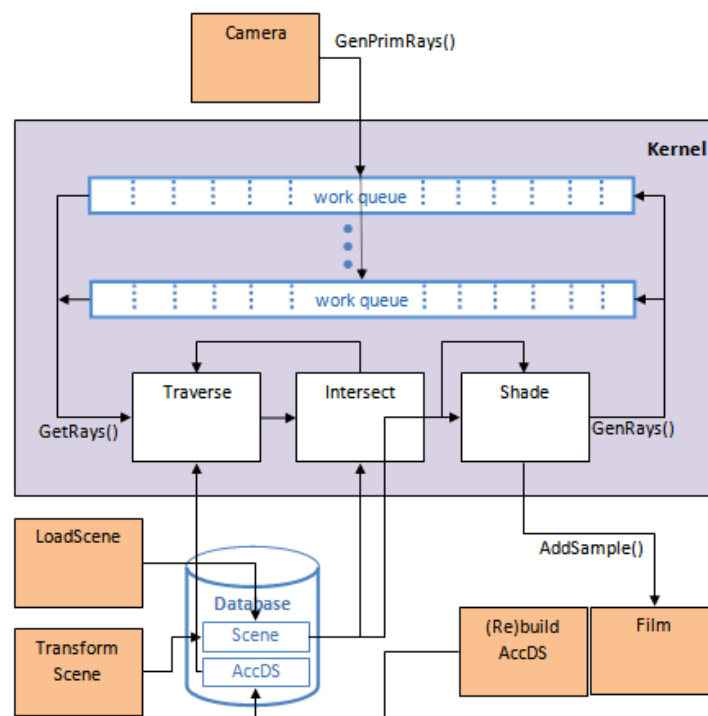 Camera
GenPrimRays()
Kernel
work queue
work queue
Traverse
Intersect
Shade
GetRays()
GenRays()
LoadScene
AddSample()
Database
Scene
AccDS
Transform
Scene
(Re)build
AccDS
Film